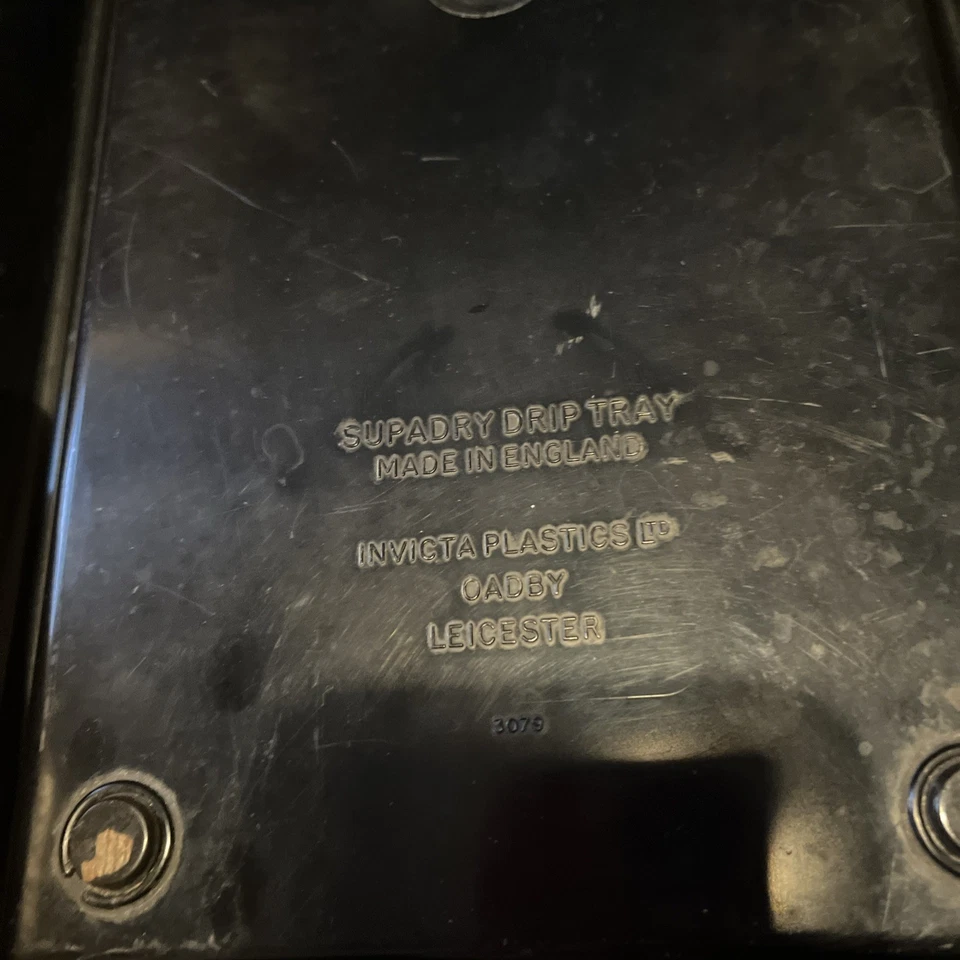 SUPADRY DRIP TRAY
MADE IN ENGLAND
INVICTA PLASTICS LTD
OADBY
LEICESTER
3079